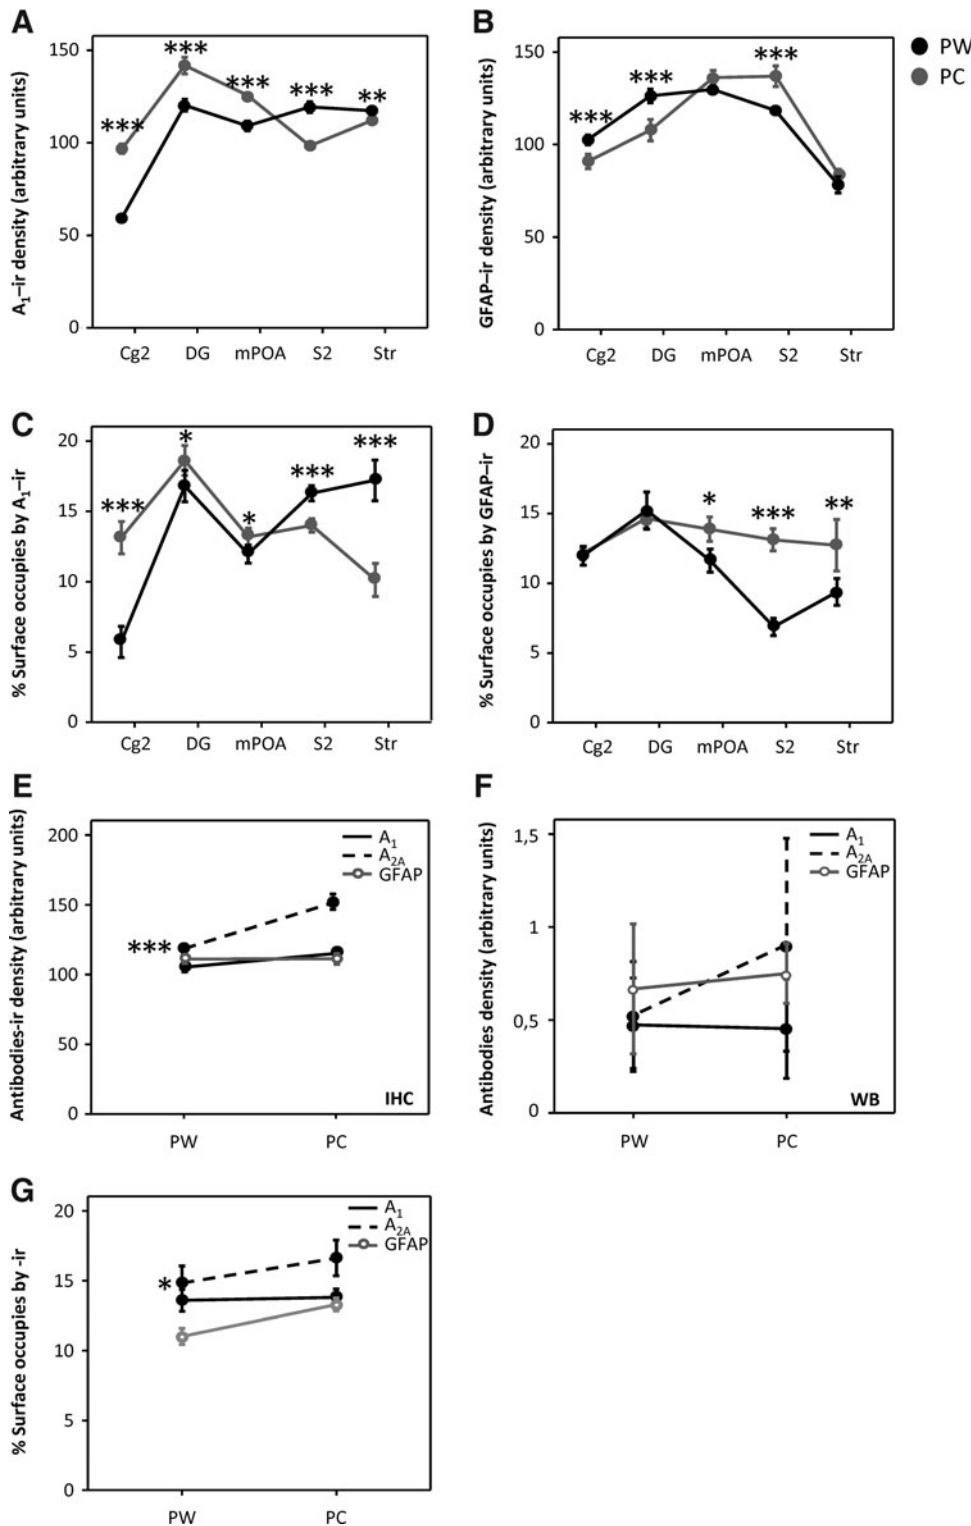 A
A₁–ir density (arbitrary units)
150
100
50
0
***
***
***
***
**
Cg2 DG mPOA S2 Str
B
GFAP–ir density (arbitrary units)
150
100
50
0
***
***
***
Cg2 DG mPOA S2 Str
PW
PC
C
% Surface occupies by A₁–ir
20
15
10
5
0
***
*
*
***
***
Cg2 DG mPOA S2 Str
D
% Surface occupies by GFAP–ir
20
15
10
5
0
*
***
**
Cg2 DG mPOA S2 Str
E
Antibodies-ir density (arbitrary units)
200
150
100
50
0
A₁
A₂A
GFAP
***
IHC
PW PC
F
Antibodies density (arbitrary units)
1,5
1
0,5
0
A₁
A₂A
GFAP
WB
PW PC
G
% Surface occupies by -ir
20
15
10
5
0
A₁
A₂A
GFAP
*
PW PC